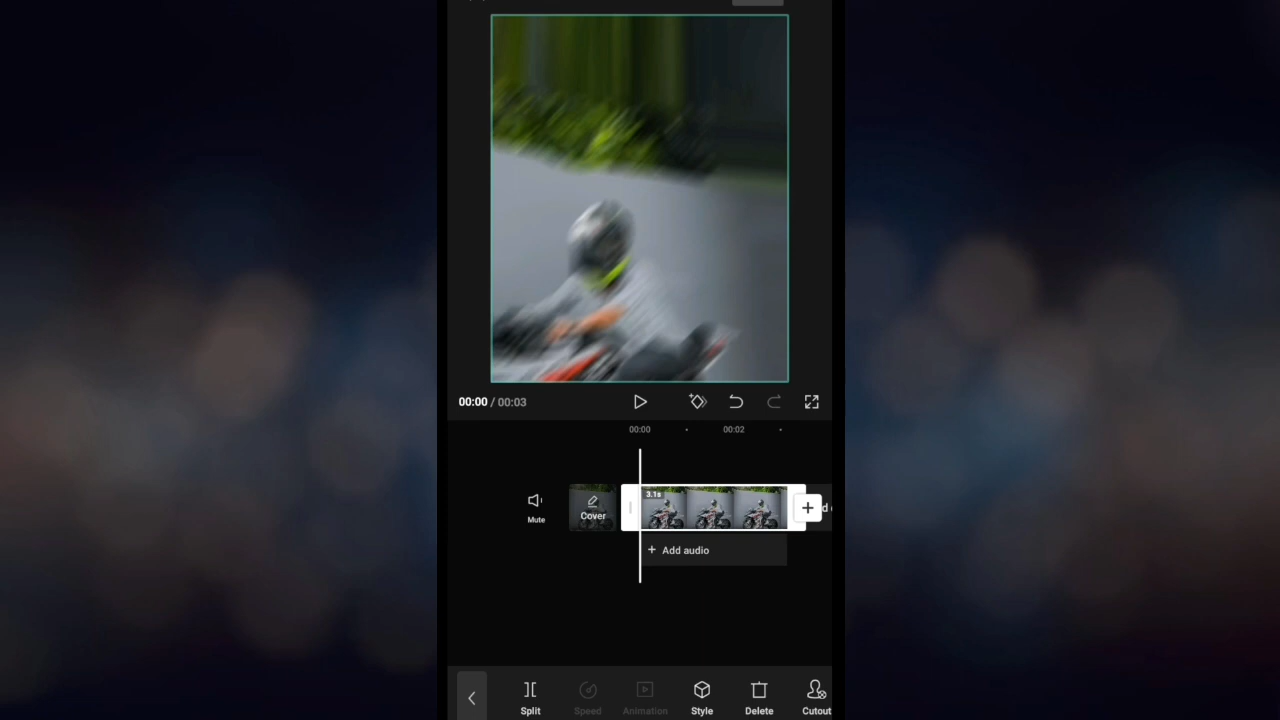 00:00 / 00:03
00:00
00:02
Mute
Cover
3.1s
Add audio
Split
Speed
Animation
Style
Delete
Cutout